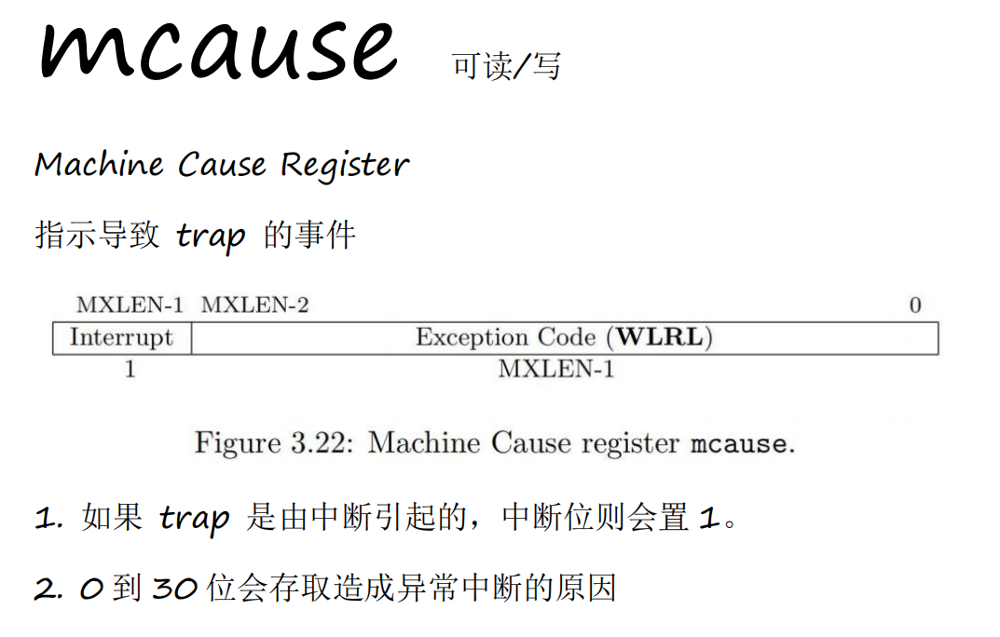 mcause 可读/写
Machine Cause Register
指示导致 trap 的事件
MXLEN-1 MXLEN-2 0
Interrupt Exception Code (WLRL)
1 MXLEN-1
Figure 3.22: Machine Cause register mcause.
1. 如果 trap 是由中断引起的，中断位则会置 1。
2. 0 到 30 位会存取造成异常中断的原因